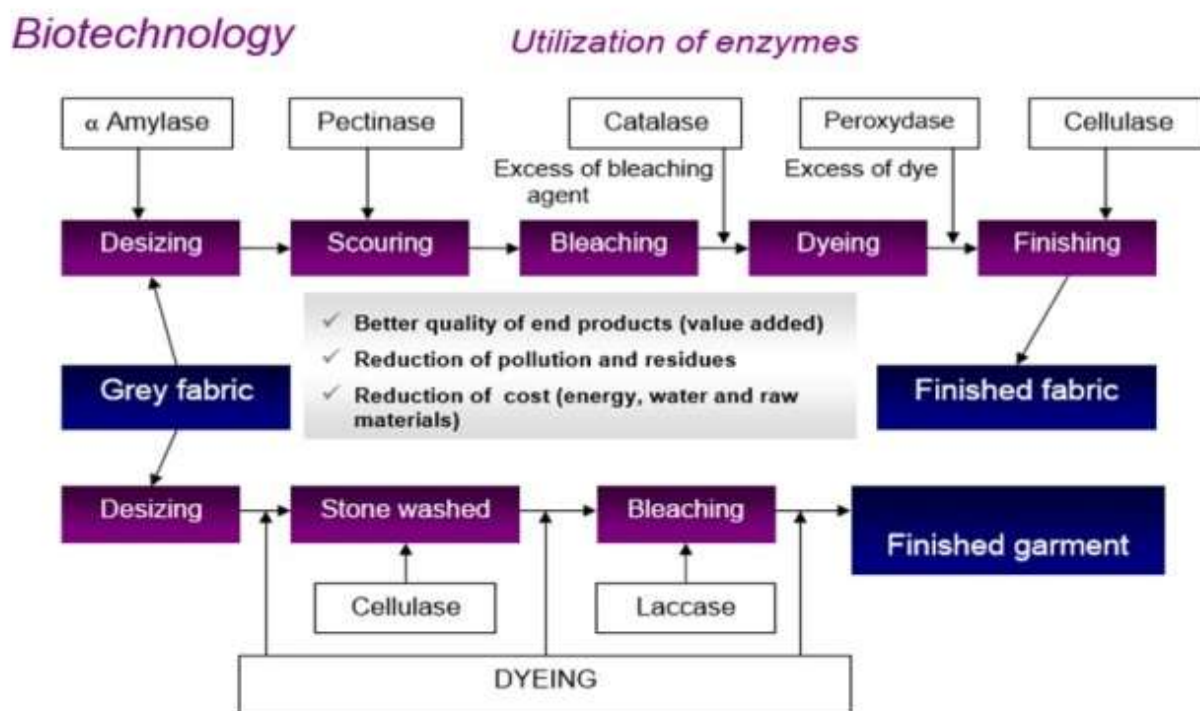 Biotechnology
Utilization of enzymes
α Amylase
Pectinase
Catalase
Peroxydase
Cellulase
Excess of bleaching
agent
Excess of dye
Desizing
Scouring
Bleaching
Dyeing
Finishing
✓ Better quality of end products (value added)
✓ Reduction of pollution and residues
✓ Reduction of cost (energy, water and raw
materials)
Grey fabric
Finished fabric
Desizing
Stone washed
Bleaching
Finished garment
Cellulase
Laccase
DYEING